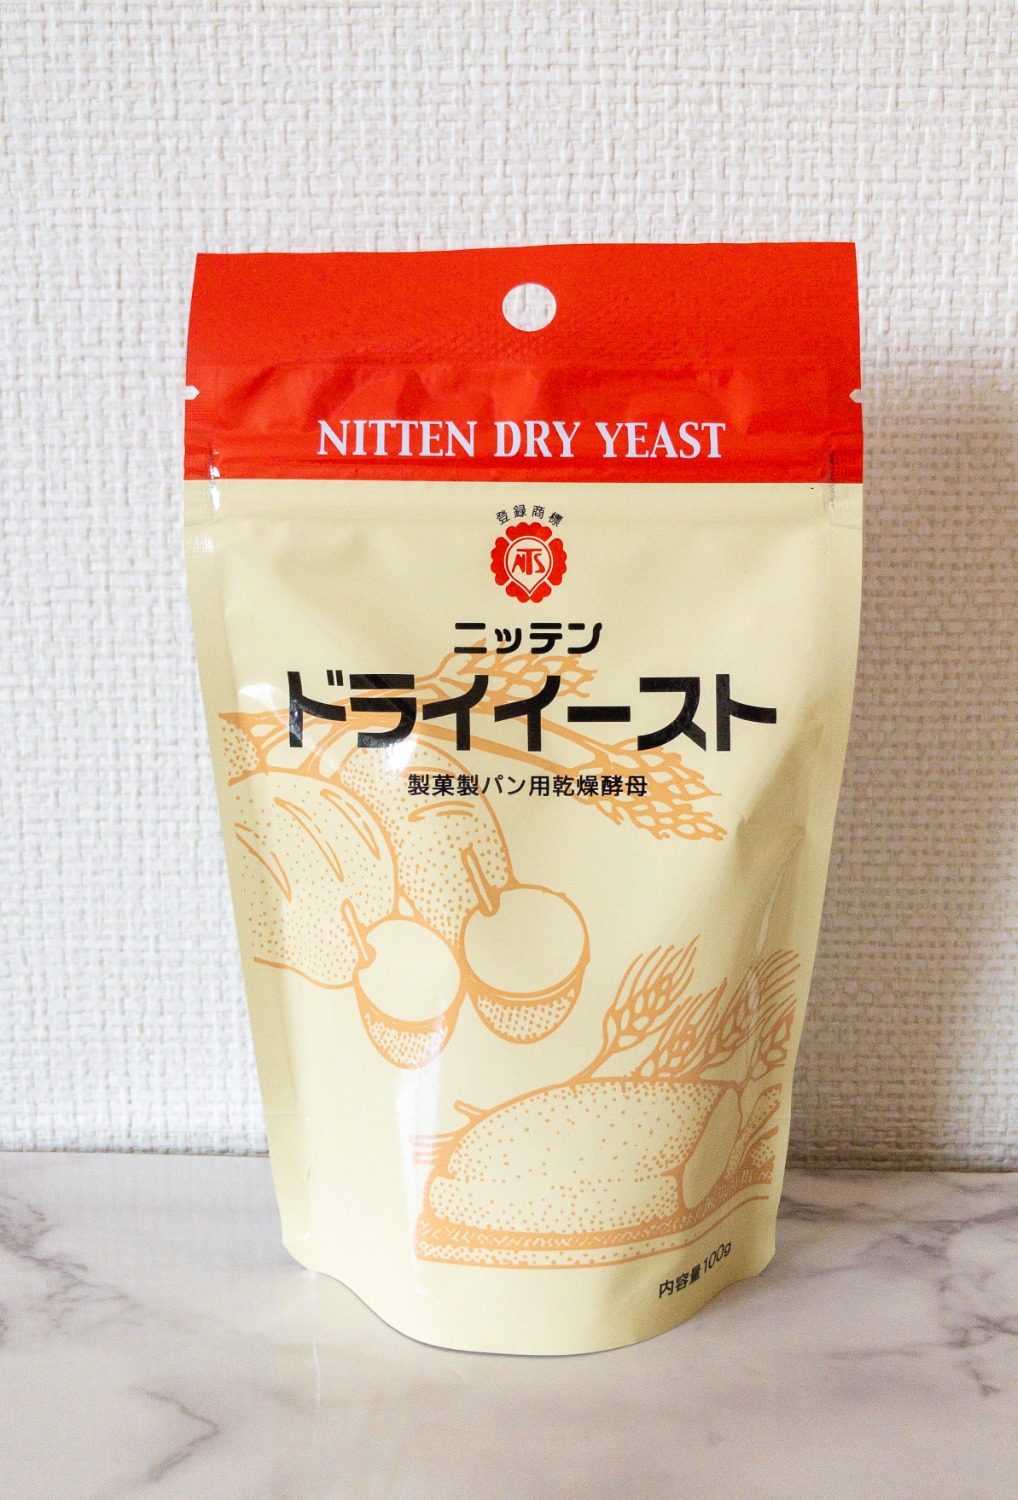 NITTEN DRY YEAST
登録商標
NTS
ニッテン
ドライイースト
製菓製パン用乾燥酵母
内容量100g